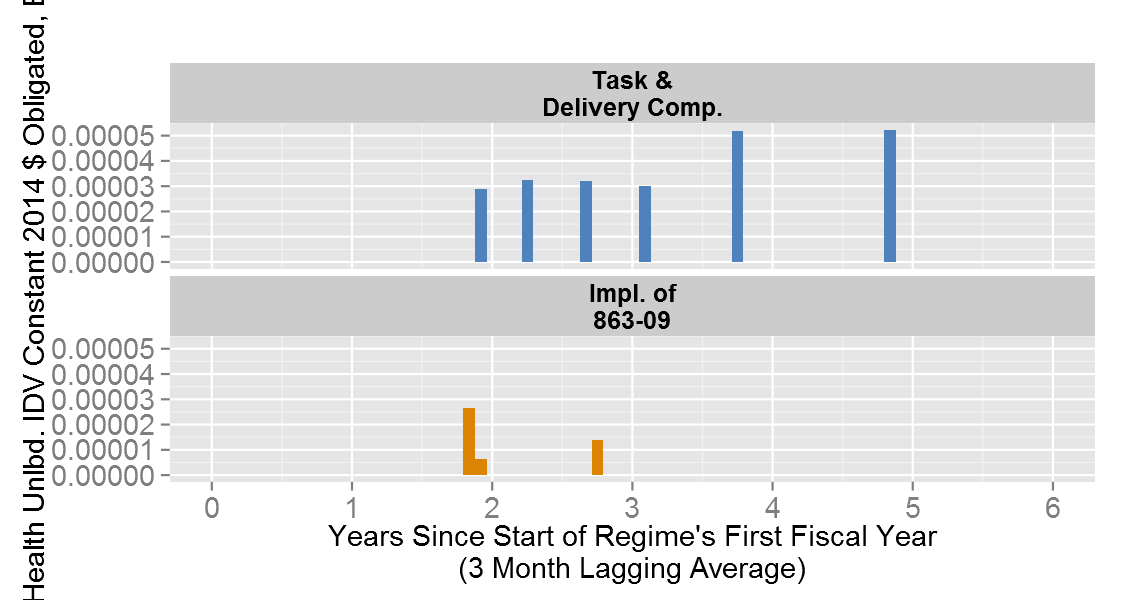 Health Unlbd. IDV Constant 2014 $ Obligated,
Task &
Delivery Comp.
0.00005
0.00004
0.00003
0.00002
0.00001
0.00000
Impl. of
863-09
0.00005
0.00004
0.00003
0.00002
0.00001
0.00000
0 1 2 3 4 5 6
Years Since Start of Regime's First Fiscal Year
(3 Month Lagging Average)